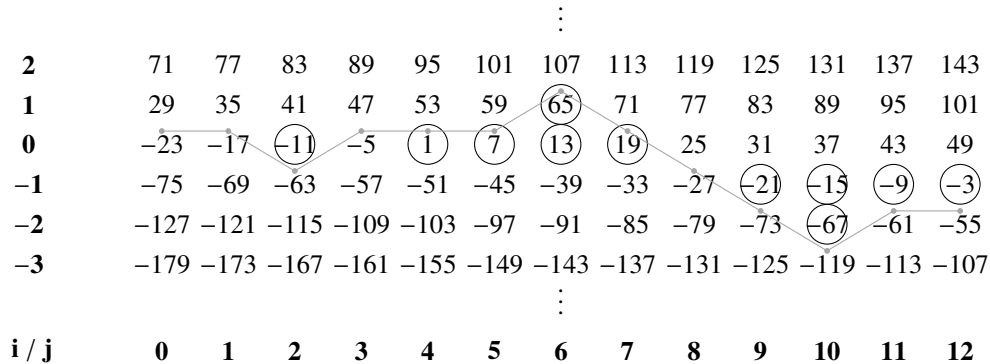 ⋮
2 71 77 83 89 95 101 107 113 119 125 131 137 143
1 29 35 41 47 53 59 65 71 77 83 89 95 101
0 −23 −17 −11 −5 1 7 13 19 25 31 37 43 49
−1 −75 −69 −63 −57 −51 −45 −39 −33 −27 −21 −15 −9 −3
−2 −127 −121 −115 −109 −103 −97 −91 −85 −79 −73 −67 −61 −55
−3 −179 −173 −167 −161 −155 −149 −143 −137 −131 −125 −119 −113 −107
⋮
i / j 0 1 2 3 4 5 6 7 8 9 10 11 12